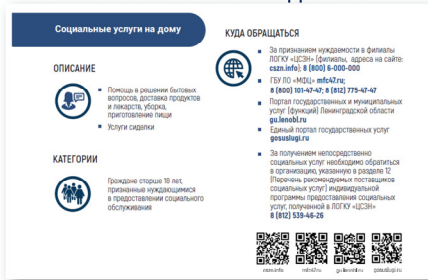 Социальные услуги на дому
ОПИСАНИЕ
Помощь в решении бытовых
вопросов, доставка продуктов
и лекарств, уборка,
приготовление пищи
Услуги сиделки
КАТЕГОРИИ
Граждане старше 18 лет,
признанные нуждающимися
в предоставлении социального
обслуживания
КУДА ОБРАЩАТЬСЯ
За признанием нуждаемости в филиалы
ЛОГКУ «ЦСЗН» (филиалы, адреса на сайте:
cszn.info); 8 (800) 6-000-000
ГБУ ЛО «МФЦ» mfc47.ru;
8 (800) 101-47-47; 8 (812) 775-47-47
Портал государственных и муниципальных
услуг (функций) Ленинградской области
gu.lenobl.ru
Единый портал государственных услуг
gosuslugi.ru
За получением непосредственно
социальных услуг необходимо обратиться
в организацию, указанную в разделе 12
(Перечень рекомендуемых поставщиков
социальных услуг) индивидуальной
программы предоставления социальных
услуг, полученной в ЛОГКУ «ЦСЗН»
8 (812) 539-46-26
cszn.info mfc47.ru gu.lenobl.ru gosuslugi.ru